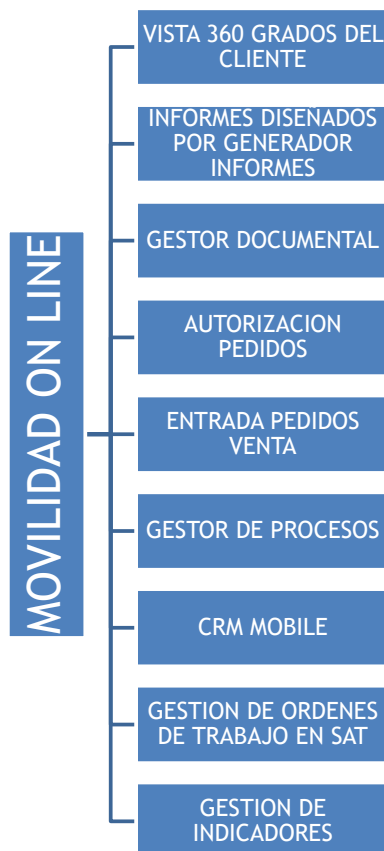 MOVILIDAD ON LINE
VISTA 360 GRADOS DEL
CLIENTE
INFORMES DISEÑADOS
POR GENERADOR
INFORMES
GESTOR DOCUMENTAL
AUTORIZACION
PEDIDOS
ENTRADA PEDIDOS
VENTA
GESTOR DE PROCESOS
CRM MOBILE
GESTION DE ORDENES
DE TRABAJO EN SAT
GESTION DE
INDICADORES